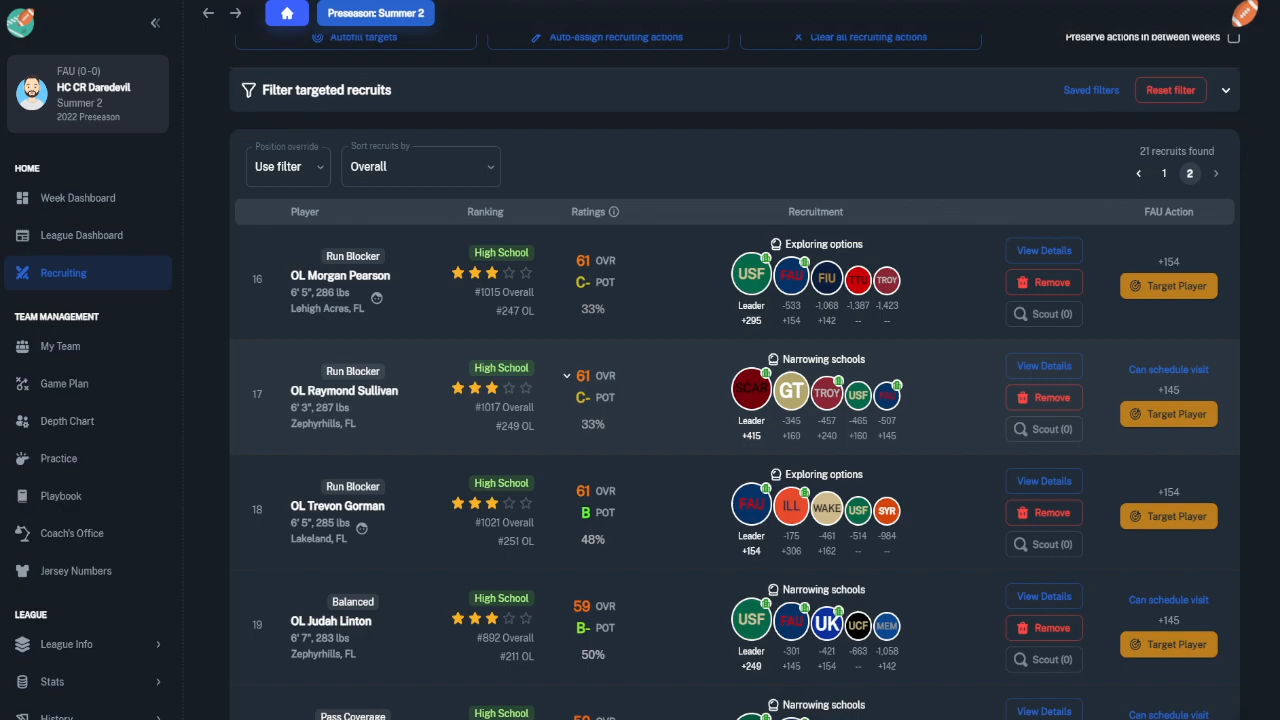 Preseason: Summer 2
Autofill targets
Auto-assign recruiting actions
Clear all recruiting actions
Preserve actions in between weeks
FAU (0-0)
HC CR Daredevil
Summer 2
2022 Preseason
Filter targeted recruits
Saved filters
Reset filter
Position override
Use filter
Sort recruits by
Overall
21 recruits found
1
2
HOME
Week Dashboard
League Dashboard
Recruiting
TEAM MANAGEMENT
My Team
Game Plan
Depth Chart
Practice
Playbook
Coach's Office
Jersey Numbers
LEAGUE
League Info
Stats
History
Player Ranking Ratings Recruitment FAU Action
16
Run Blocker
OL Morgan Pearson
6' 5", 286 lbs
Lehigh Acres, FL
High School
#1015 Overall
#247 OL
61 OVR
C- POT
33%
Exploring options
USF FAU FIU TTU TROY
Leader -533 -1,068 -1,387 -1,423
+295 +154 +142 -- --
View Details
Remove
Scout (0)
+154
Target Player
17
Run Blocker
OL Raymond Sullivan
6' 3", 287 lbs
Zephyrhills, FL
High School
#1017 Overall
#249 OL
61 OVR
C- POT
33%
Narrowing schools
SCAR GT TROY USF FAU
Leader -345 -457 -465 -507
+415 +160 +240 +160 +145
View Details
Remove
Scout (0)
Can schedule visit
+145
Target Player
18
Run Blocker
OL Trevon Gorman
6' 5", 285 lbs
Lakeland, FL
High School
#1021 Overall
#251 OL
61 OVR
B POT
48%
Exploring options
FAU ILL WAKE USF SYR
Leader -175 -461 -514 -984
+154 +306 +162 -- --
View Details
Remove
Scout (0)
+154
Target Player
19
Balanced
OL Judah Linton
6' 7", 283 lbs
Zephyrhills, FL
High School
#892 Overall
#211 OL
59 OVR
B- POT
50%
Narrowing schools
USF FAU UK UCF MEM
Leader -301 -421 -663 -1,058
+249 +145 +154 -- +142
View Details
Remove
Scout (0)
Can schedule visit
+145
Target Player
Pass Coverage
High School
Narrowing schools
View Details
Can schedule visit